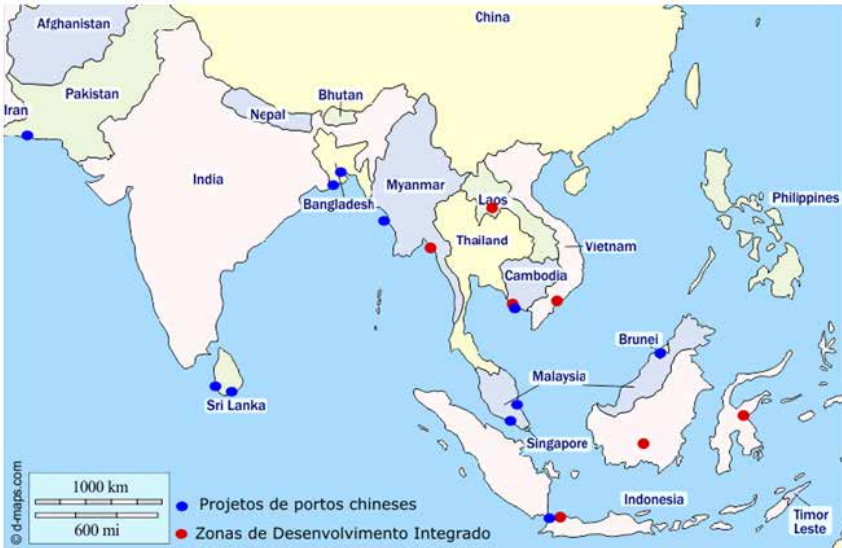 China
Afghanistan
Pakistan
Iran
Bhutan
Nepal
India
Myanmar
Bangladesh
Laos
Thailand
Vietnam
Philippines
Cambodia
Sri Lanka
Brunei
Malaysia
Singapore
Indonesia
Timor
Leste
© d-maps.com
1000 km
600 mi
Projetos de portos chineses
Zonas de Desenvolvimento Integrado